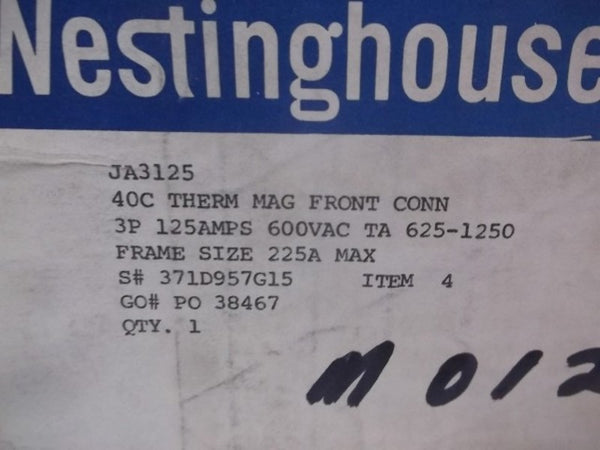 Westinghouse
JA3125
40C THERM MAG FRONT CONN
3P 125AMPS 600VAC TA 625-1250
FRAME SIZE 225A MAX
S# 371D957G15 ITEM 4
GO# PO 38467
QTY. 1
M 012